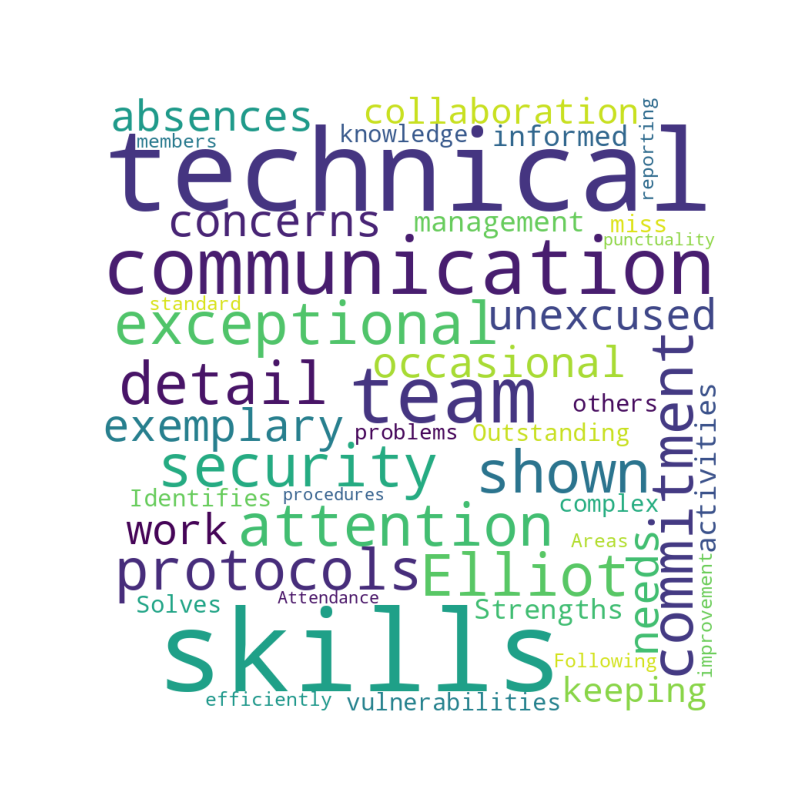 absences
collaboration
members
knowledge
informed
reporting
technical
concerns
management
miss
punctuality
communication
standard
exceptional
unexcused
occasional
detail
team
commitment
others
activities
exemplary
problems
Outstanding
security
shown
Identifies
procedures
complex
work
attention
needs
Areas
protocols
Elliot
improvement
Solves
Attendance
Strengths
skills
Following
keeping
efficiently
vulnerabilities